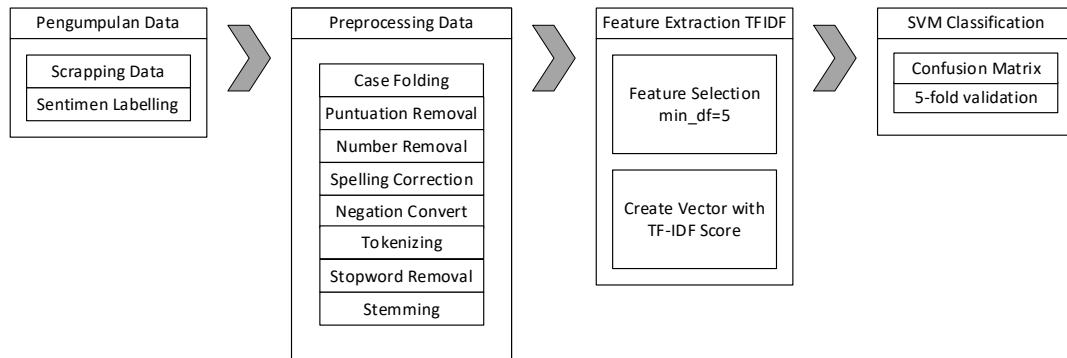 Pengumpulan Data
Scrapping Data
Sentimen Labelling
Preprocessing Data
Case Folding
Puntuation Removal
Number Removal
Spelling Correction
Negation Convert
Tokenizing
Stopword Removal
Stemming
Feature Extraction TFIDF
Feature Selection
min_df=5
Create Vector with
TF-IDF Score
SVM Classification
Confusion Matrix
5-fold validation